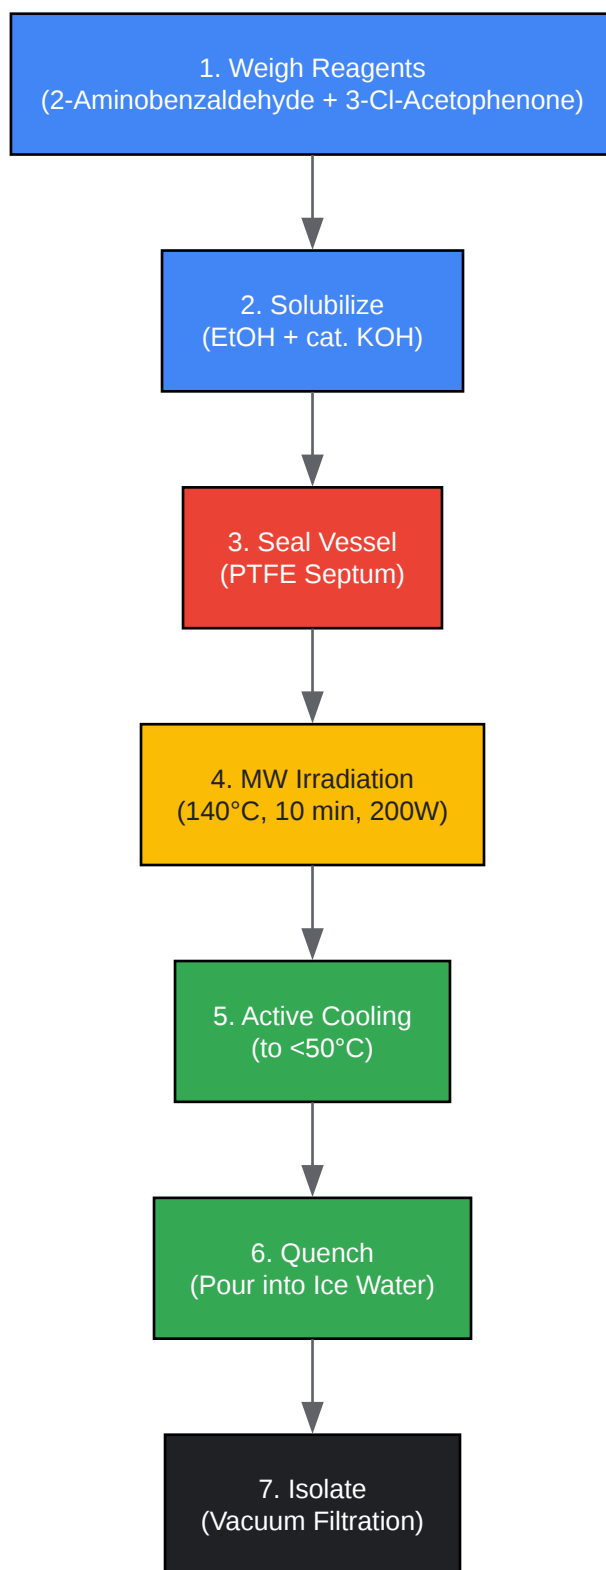 1. Weigh Reagents
(2-Aminobenzaldehyde + 3-Cl-Acetophenone)
2. Solubilize
(EtOH + cat. KOH)
3. Seal Vessel
(PTFE Septum)
4. MW Irradiation
(140°C, 10 min, 200W)
5. Active Cooling
(to <50°C)
6. Quench
(Pour into Ice Water)
7. Isolate
(Vacuum Filtration)